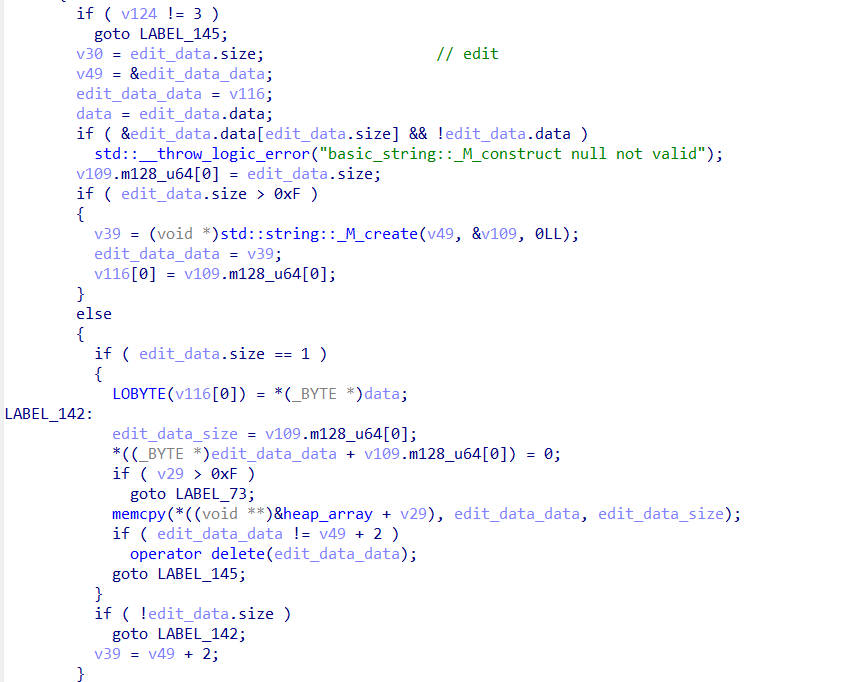 if ( v124 != 3 )
goto LABEL_145;
v30 = edit_data.size; // edit
v49 = &edit_data_data;
edit_data_data = v116;
data = edit_data.data;
if ( &edit_data.data[edit_data.size] && !edit_data.data )
std::__throw_logic_error("basic_string::_M_construct null not valid");
v109.m128_u64[0] = edit_data.size;
if ( edit_data.size > 0xF )
{
v39 = (void *)std::string::_M_create(v49, &v109, 0LL);
edit_data_data = v39;
v116[0] = v109.m128_u64[0];
}
else
{
if ( edit_data.size == 1 )
{
LOBYTE(v116[0]) = *(_BYTE *)data;
LABEL_142:
edit_data_size = v109.m128_u64[0];
*((_BYTE *)edit_data_data + v109.m128_u64[0]) = 0;
if ( v29 > 0xF )
goto LABEL_73;
memcpy(*((void **)&heap_array + v29), edit_data_data, edit_data_size);
if ( edit_data_data != v49 + 2 )
operator delete(edit_data_data);
goto LABEL_145;
}
if ( !edit_data.size )
goto LABEL_142;
v39 = v49 + 2;
}